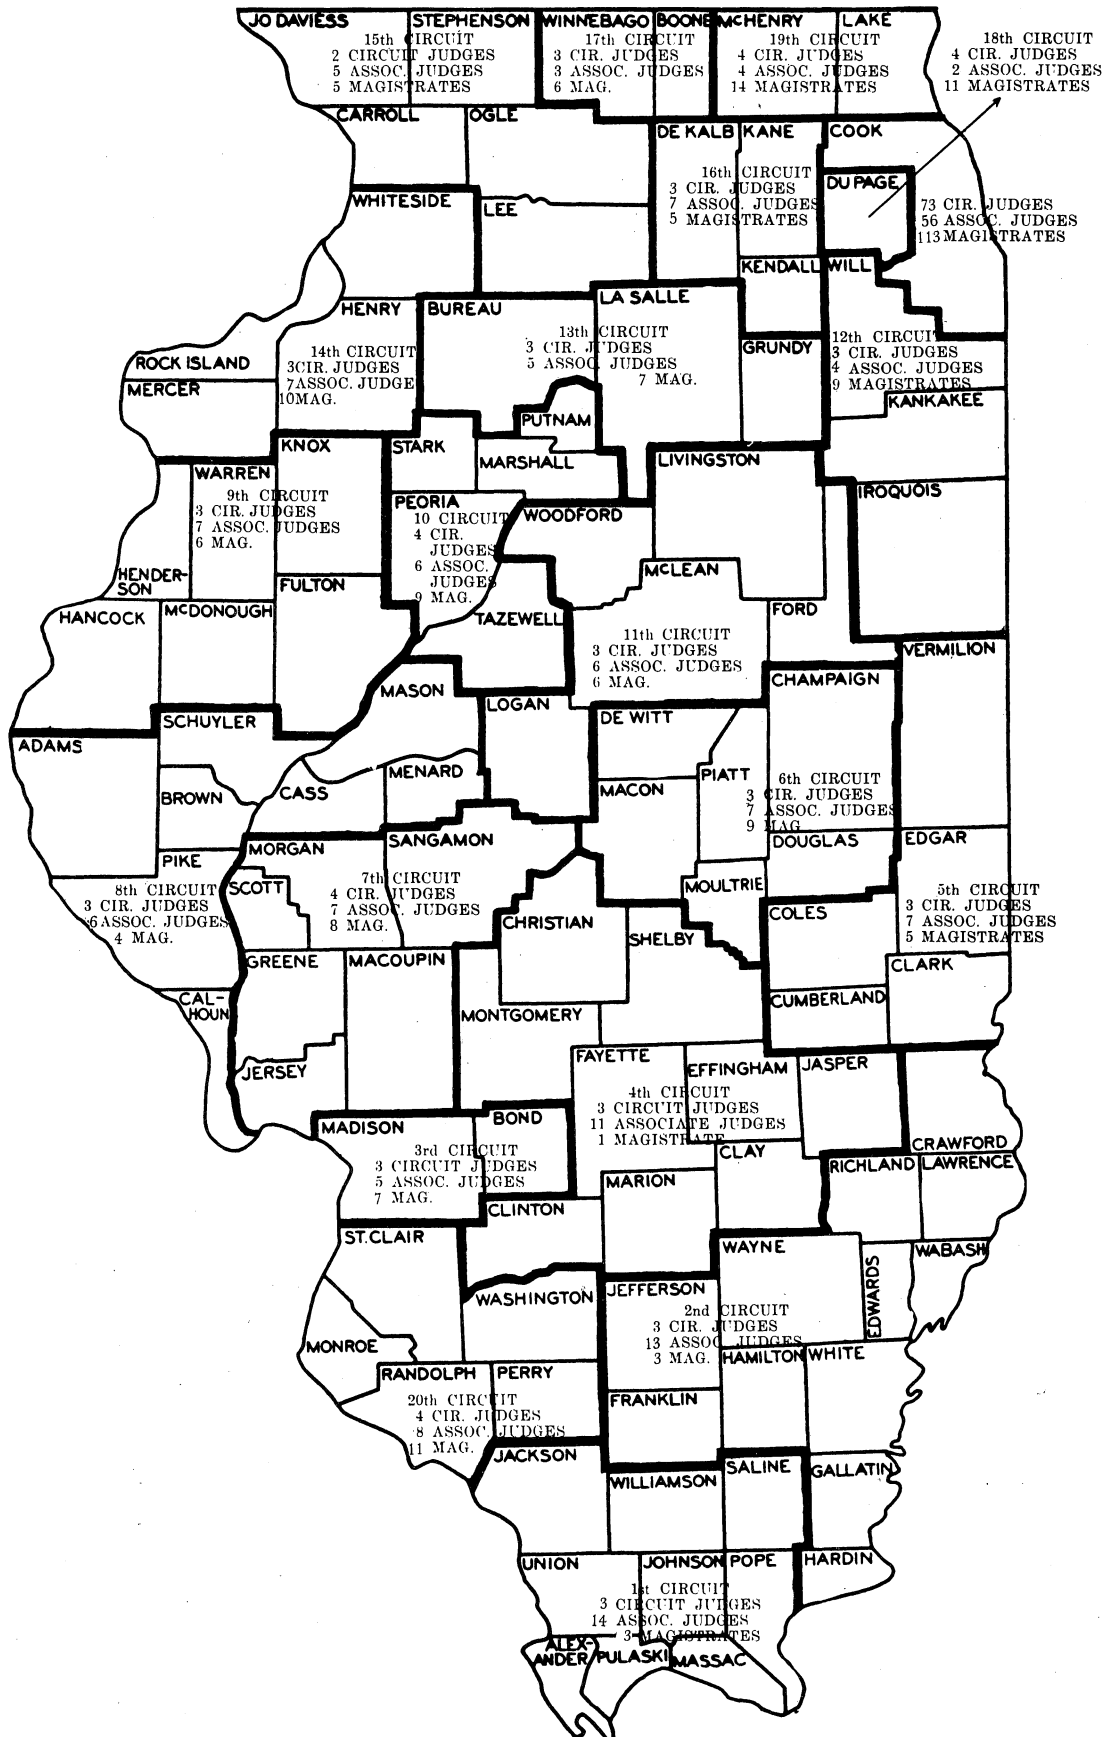 JO DAVIESS STEPHENSON WINNEBAGO BOONE McHENRY LAKE
15th CIRCUIT
2 CIRCUIT JUDGES
5 ASSOC. JUDGES
5 MAGISTRATES
17th CIRCUIT
3 CIR. JUDGES
3 ASSOC. JUDGES
6 MAG.
19th CIRCUIT
4 CIR. JUDGES
4 ASSOC. JUDGES
14 MAGISTRATES
18th CIRCUIT
4 CIR. JUDGES
2 ASSOC. JUDGES
11 MAGISTRATES
CARROLL OGLE
DE KALB KANE COOK
16th CIRCUIT
3 CIR. JUDGES
7 ASSOC. JUDGES
5 MAGISTRATES
DU PAGE
73 CIR. JUDGES
56 ASSOC. JUDGES
113 MAGISTRATES
WHITESIDE LEE
KENDALL WILL
HENRY BUREAU LA SALLE
14th CIRCUIT
3 CIR. JUDGES
7 ASSOC. JUDGE
10 MAG.
13th CIRCUIT
3 CIR. JUDGES
5 ASSOC. JUDGES
7 MAG.
GRUNDY
12th CIRCUIT
3 CIR. JUDGES
4 ASSOC. JUDGES
9 MAGISTRATES
ROCK ISLAND
MERCER
KANKAKEE
PUTNAM
KNOX STARK
MARSHALL LIVINGSTON
WARREN
9th CIRCUIT
3 CIR. JUDGES
7 ASSOC. JUDGES
6 MAG.
PEORIA
10 CIRCUIT
4 CIR.
JUDGES
6 ASSOC.
JUDGES
9 MAG.
WOODFORD
IROQUOIS
HENDER-
SON
FULTON
McLEAN
HANCOCK McDONOUGH
TAZEWELL
FORD
11th CIRCUIT
3 CIR. JUDGES
6 ASSOC. JUDGES
6 MAG.
VERMILION
MASON
LOGAN
CHAMPAIGN
SCHUYLER
DE WITT
ADAMS
BROWN
CASS
MENARD
MACON
PIATT
6th CIRCUIT
3 CIR. JUDGES
7 ASSOC. JUDGES
9 MAG
MORGAN SANGAMON
DOUGLAS EDGAR
PIKE
8th CIRCUIT
3 CIR. JUDGES
6 ASSOC. JUDGES
4 MAG.
SCOTT
7th CIRCUIT
4 CIR. JUDGES
7 ASSOC. JUDGES
8 MAG.
MOULTRIE
5th CIRCUIT
3 CIR. JUDGES
7 ASSOC. JUDGES
5 MAGISTRATES
CHRISTIAN
COLES
SHELBY
GREENE MACOUPIN
CLARK
CAL-
HOUN
CUMBERLAND
MONTGOMERY
JERSEY
FAYETTE
EFFINGHAM JASPER
4th CIRCUIT
3 CIRCUIT JUDGES
11 ASSOCIATE JUDGES
1 MAGISTRATE
MADISON BOND
3rd CIRCUIT
3 CIRCUIT JUDGES
5 ASSOC. JUDGES
7 MAG.
CRAWFORD
CLAY
RICHLAND LAWRENCE
MARION
CLINTON
ST. CLAIR
WAYNE WABASH
EDWARDS
WASHINGTON JEFFERSON
2nd CIRCUIT
3 CIR. JUDGES
13 ASSOC. JUDGES
3 MAG.
MONROE
HAMILTON WHITE
RANDOLPH PERRY
20th CIRCUIT
4 CIR. JUDGES
8 ASSOC. JUDGES
11 MAG.
FRANKLIN
JACKSON
WILLIAMSON
SALINE GALLATIN
UNION JOHNSON POPE HARDIN
1st CIRCUIT
3 CIRCUIT JUDGES
14 ASSOC. JUDGES
3 MAGISTRATES
ALEX-
ANDER
PULASKI MASSAC